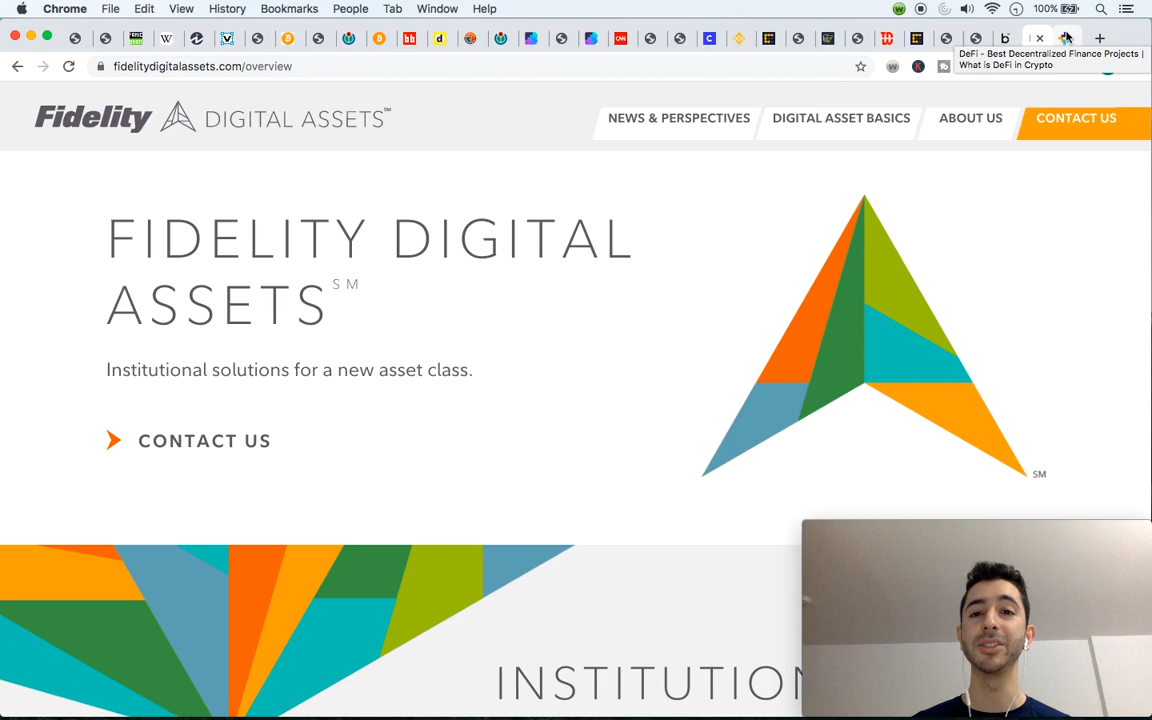 Chrome File Edit View History Bookmarks People Tab Window Help 100%
fidelitydigitalassets.com/overview
DeFi - Best Decentralized Finance Projects |
What is DeFi in Crypto
Fidelity DIGITAL ASSETS℠
NEWS & PERSPECTIVES DIGITAL ASSET BASICS ABOUT US CONTACT US
FIDELITY DIGITAL
ASSETS SM
Institutional solutions for a new asset class.
CONTACT US
SM
INSTITUTION